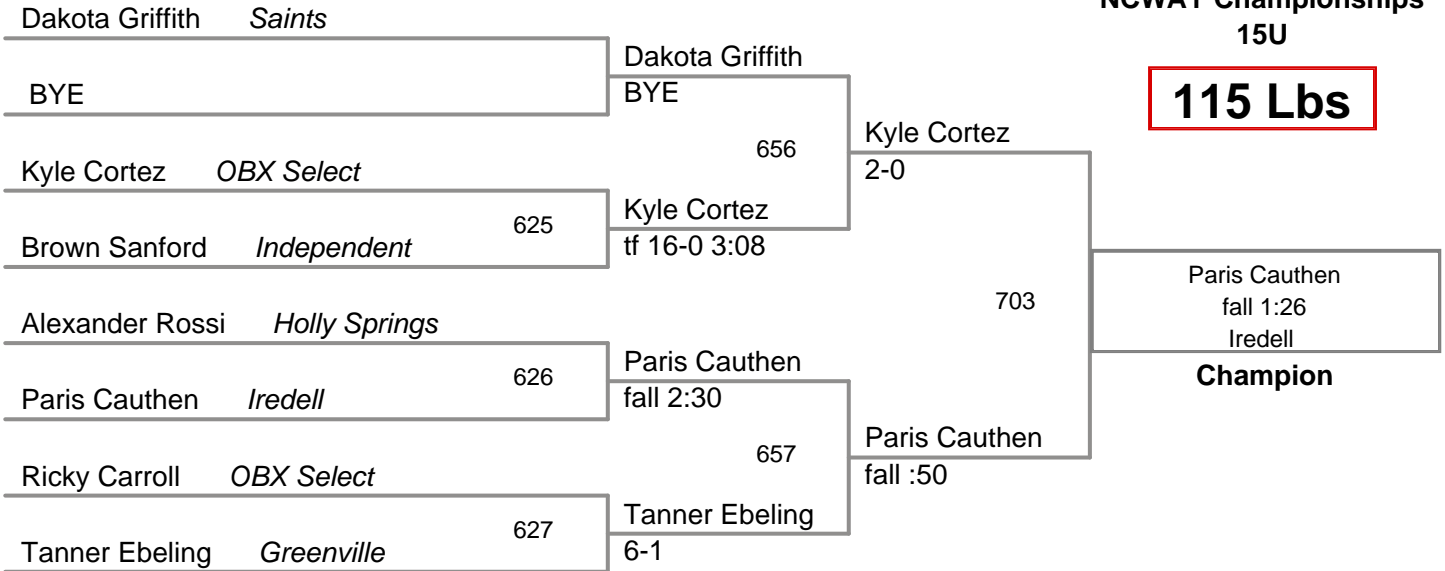 NCWAY Championships
15U
115 Lbs
Dakota Griffith Saints
BYE
Kyle Cortez OBX Select
625
Brown Sanford Independent
Alexander Rossi Holly Springs
626
Paris Cauthen Iredell
Ricky Carroll OBX Select
627
Tanner Ebeling Greenville
Dakota Griffith
BYE
656
Kyle Cortez
tf 16-0 3:08
Paris Cauthen
fall 2:30
657
Tanner Ebeling
6-1
Kyle Cortez
2-0
703
Paris Cauthen
fall :50
Paris Cauthen
fall 1:26
Iredell
Champion